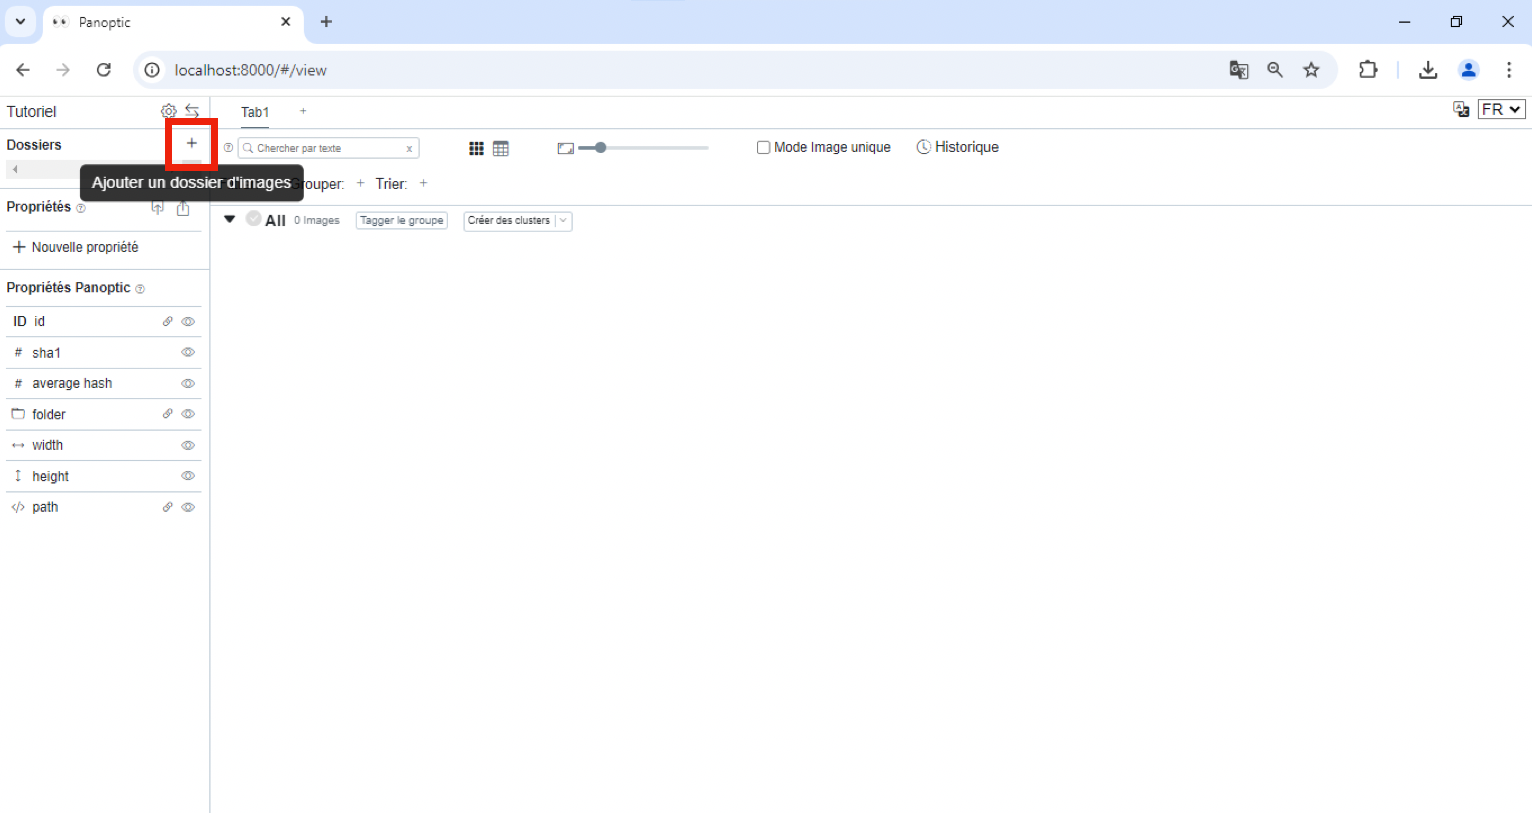 Panoptic
localhost:8000/#/view
Tutoriel
Tab1
FR
Dossiers
Chercher par texte
x
Mode Image unique
Historique
Ajouter un dossier d'images
rouper:
Trier:
Propriétés
All 0 Images
Tagger le groupe
Créer des clusters
Nouvelle propriété
Propriétés Panoptic
ID id
# sha1
# average hash
folder
width
height
</> path